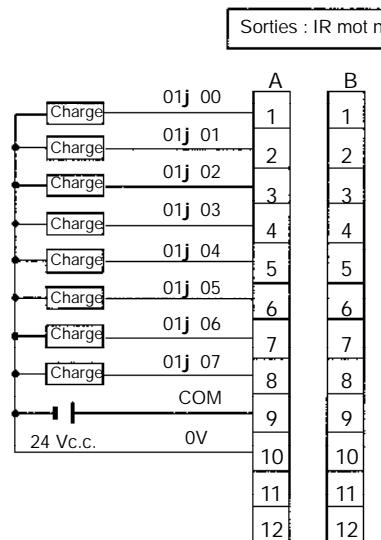 Sorties : IR mot n
A B
01j 00
Charge 1 1
01j 01
Charge 2 2
01j 02
Charge 3 3
01j 03
Charge 4 4
01j 04
Charge 5 5
01j 05
Charge 6 6
01j 06
Charge 7 7
01j 07
Charge 8 8
COM
9 9
24 Vc.c. 0V
10 10
11 11
12 12